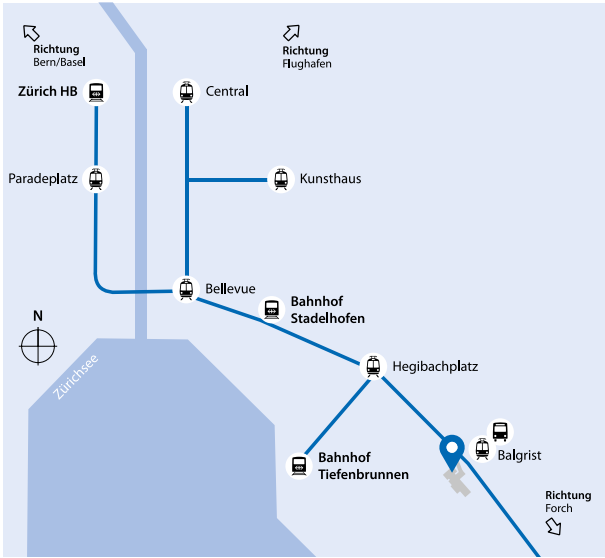 Richtung
Bern/Basel
Richtung
Flughafen
Zürich HB
Central
Paradeplatz
Kunsthaus
Bellevue
Bahnhof
Stadelhofen
N
Zürichsee
Hegibachplatz
Bahnhof
Tiefenbrunnen
Balgrist
Richtung
Forch